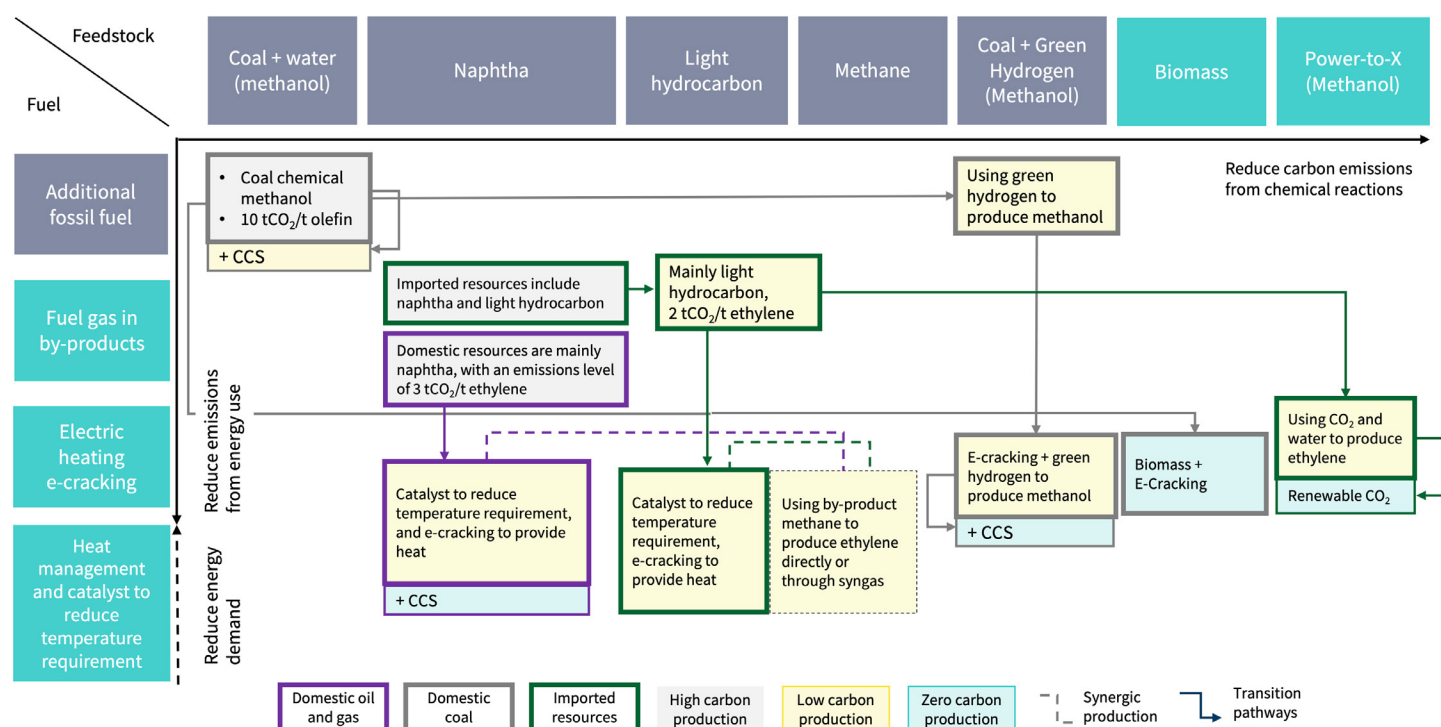 Feedstock
Fuel
Coal + water
(methanol)
Naphtha
Light
hydrocarbon
Methane
Coal + Green
Hydrogen
(Methanol)
Biomass
Power-to-X
(Methanol)
Reduce carbon emissions
from chemical reactions
Additional
fossil fuel
Fuel gas in
by-products
Electric
heating
e-cracking
Heat
management
and catalyst to
reduce
temperature
requirement
Reduce emissions
from energy use
Reduce energy
demand
• Coal chemical
methanol
• 10 tCO₂/t olefin
+ CCS
Using green
hydrogen to
produce methanol
Imported resources include
naphtha and light hydrocarbon
Mainly light
hydrocarbon,
2 tCO₂/t ethylene
Domestic resources are mainly
naphtha, with an emissions level
of 3 tCO₂/t ethylene
Catalyst to reduce
temperature requirement,
and e-cracking to provide
heat
+ CCS
Catalyst to reduce
temperature
requirement,
e-cracking to
provide heat
Using by-product
methane to
produce ethylene
directly or
through syngas
E-cracking + green
hydrogen to
produce methanol
+ CCS
Biomass +
E-Cracking
Using CO₂ and
water to produce
ethylene
Renewable CO₂
Domestic oil
and gas
Domestic
coal
Imported
resources
High carbon
production
Low carbon
production
Zero carbon
production
Synergic
production
Transition
pathways